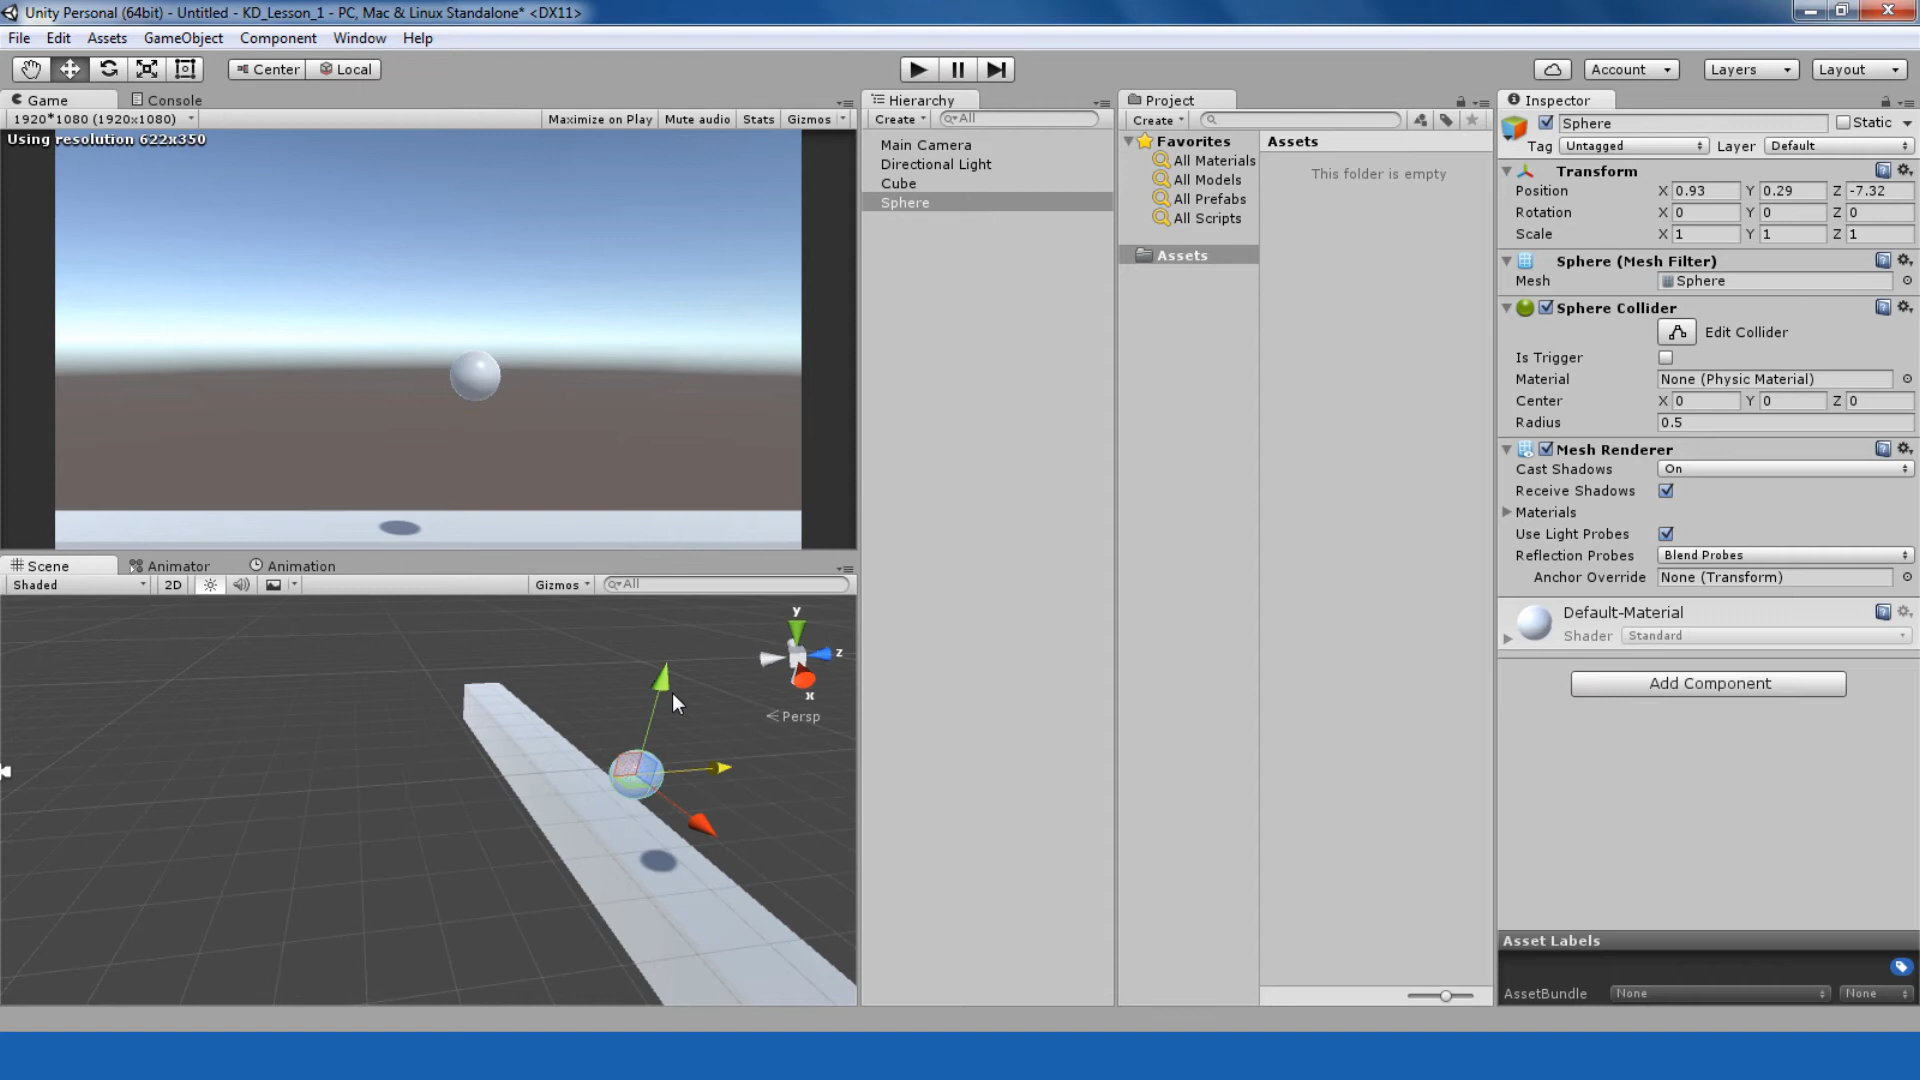 Unity Personal (64bit) - Untitled - KD_Lesson_1 - PC, Mac & Linux Standalone* <DX11>
File Edit Assets GameObject Component Window Help
Center Local Account Layers Layout
Game Console
1920*1080 (1920x1080) Maximize on Play Mute audio Stats Gizmos
Using resolution 622x350
Scene Animator Animation
Shaded 2D Gizmos All
y
z
x
Persp
Hierarchy
Create All
Main Camera
Directional Light
Cube
Sphere
Project
Create
Favorites
All Materials
All Models
All Prefabs
All Scripts
Assets
Assets
This folder is empty
Inspector
Sphere Static
Tag Untagged Layer Default
Transform
Position X 0.93 Y 0.29 Z -7.32
Rotation X 0 Y 0 Z 0
Scale X 1 Y 1 Z 1
Sphere (Mesh Filter)
Mesh Sphere
Sphere Collider
Edit Collider
Is Trigger
Material None (Physic Material)
Center X 0 Y 0 Z 0
Radius 0.5
Mesh Renderer
Cast Shadows On
Receive Shadows
Materials
Use Light Probes
Reflection Probes Blend Probes
Anchor Override None (Transform)
Default-Material
Shader Standard
Add Component
Asset Labels
AssetBundle None None